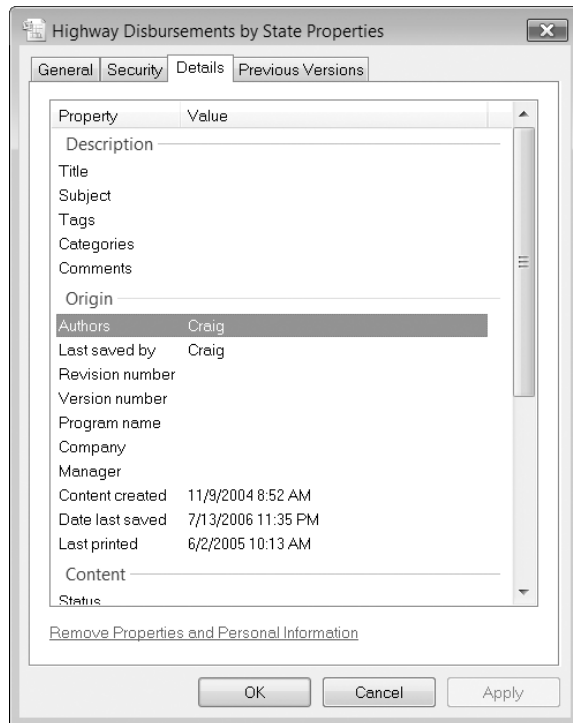 Highway Disbursements by State Properties
General Security Details Previous Versions
Property Value
Description
Title
Subject
Tags
Categories
Comments
Origin
Authors Craig
Last saved by Craig
Revision number
Version number
Program name
Company
Manager
Content created 11/9/2004 8:52 AM
Date last saved 7/13/2006 11:35 PM
Last printed 6/2/2005 10:13 AM
Content
Status
Remove Properties and Personal Information
OK Cancel Apply